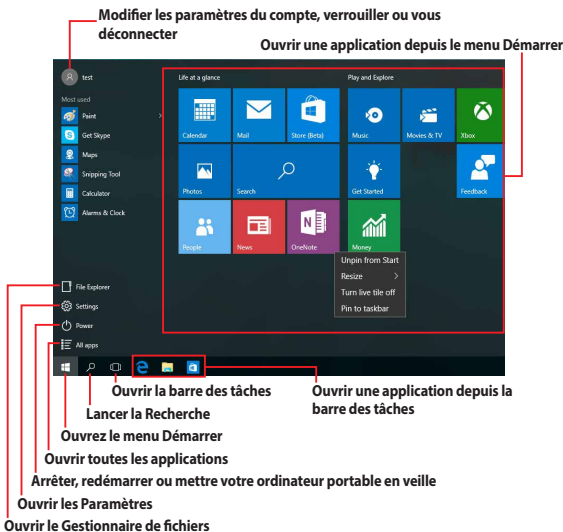 Modifier les paramètres du compte, verrouiller ou vous
déconnecter
Ouvrir une application depuis le menu Démarrer
test
Most used
Paint
Get Skype
Maps
Snipping Tool
Calculator
Alarms & Clock
File Explorer
Settings
Power
All apps
Life at a glance
Calendar
Mail
Store (Beta)
Photos
Search
People
News
OneNote
Play and Explore
Music
Movies & TV
Xbox
Get Started
Feedback
Money
Unpin from Start
Resize
Turn live tile off
Pin to taskbar
Ouvrir la barre des tâches
Ouvrir une application depuis la
barre des tâches
Lancer la Recherche
Ouvrez le menu Démarrer
Ouvrir toutes les applications
Arrêter, redémarrer ou mettre votre ordinateur portable en veille
Ouvrir les Paramètres
Ouvrir le Gestionnaire de fichiers